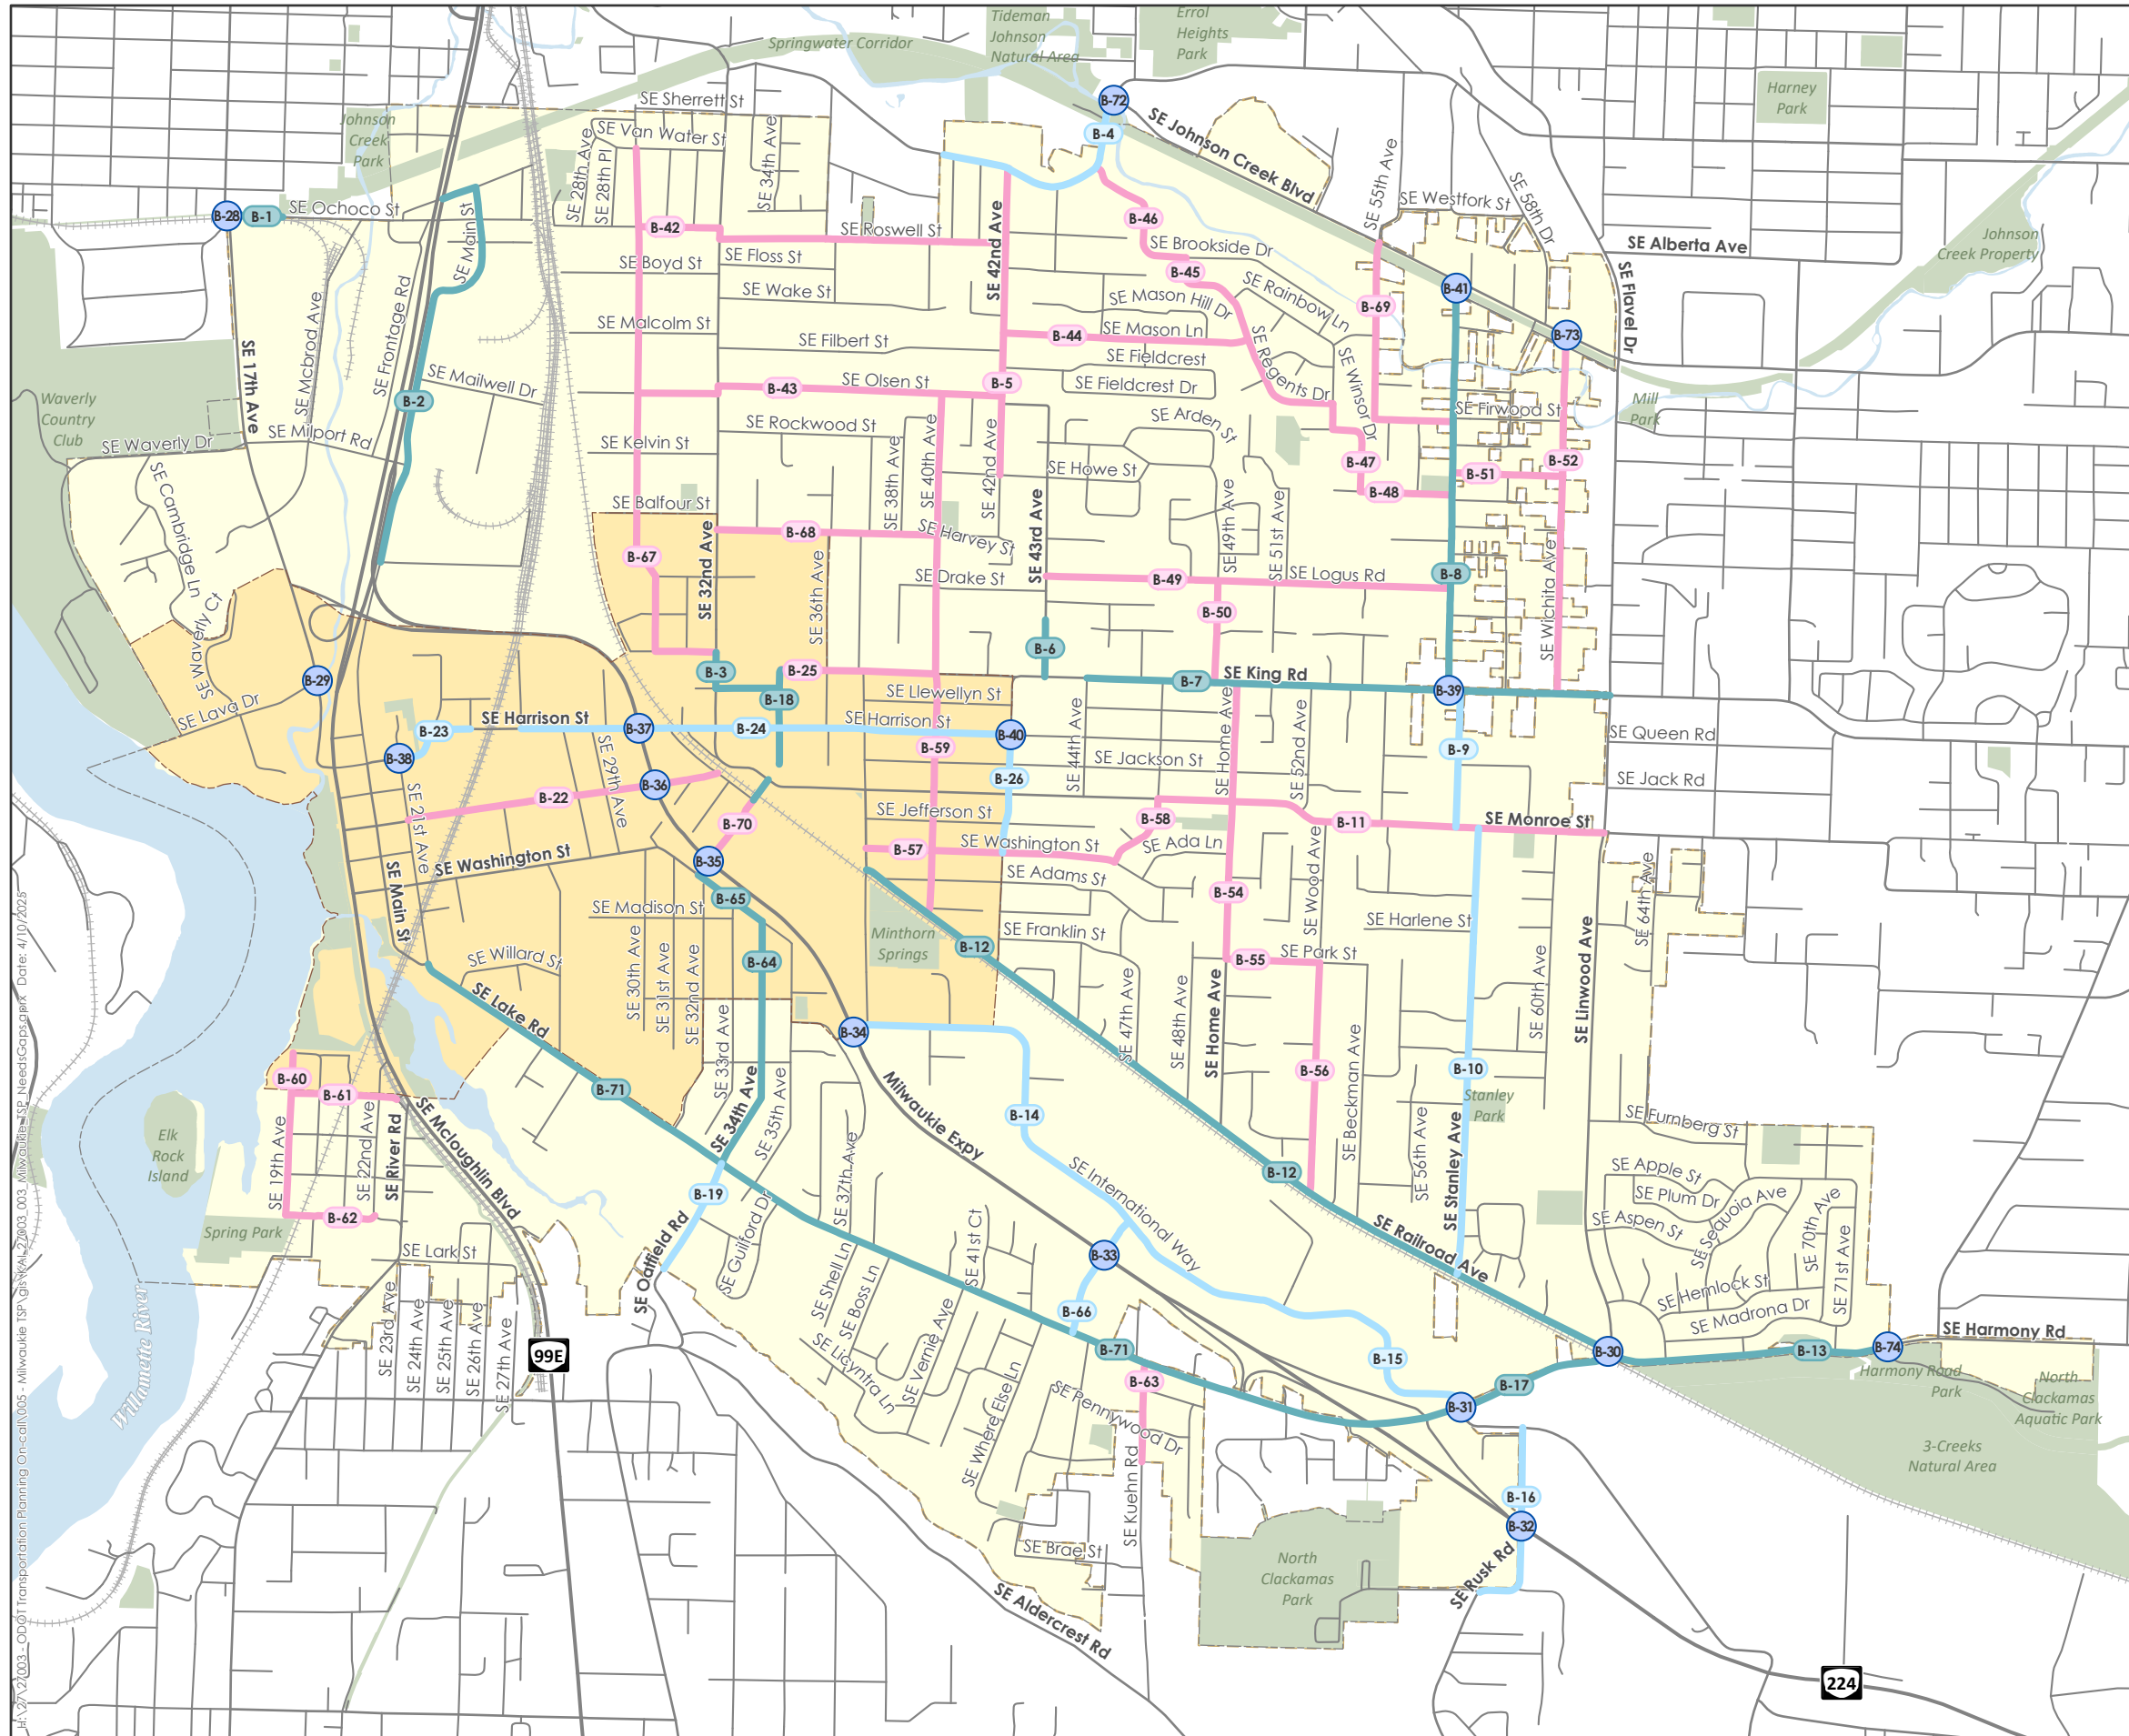 Tideman
Johnson
Natural Area
Errol
Heights
Park
Springwater Corridor
Harney
Park
Johnson
Creek
Park
Johnson
Creek Property
Waverly
Country
Club
Mill
Park
Minthorn
Springs
Elk
Rock
Island
Spring Park
Stanley
Park
Harmony Road
Park
North
Clackamas
Aquatic Park
3-Creeks
Natural Area
North
Clackamas
Park
Willamette River
SE Sherrett St
SE Van Water St
SE 28th Ave
SE 28th Pl
SE 34th Ave
SE Johnson Creek Blvd
SE 55th Ave
SE Westfork St
SE 58th Dr
SE Alberta Ave
SE Flavel Dr
SE Ochoco St
SE Main St
SE Roswell St
SE Boyd St
SE Floss St
SE Wake St
SE Malcolm St
SE Filbert St
SE 42nd Ave
SE Brookside Dr
SE Mason Hill Dr
SE Rainbow Ln
SE Mason Ln
SE Fieldcrest
SE Fieldcrest Dr
SE Regents Dr
SE Winsor Dr
SE Firwood St
SE 17th Ave
SE Mcbrod Ave
SE Frontage Rd
SE Mailwell Dr
SE Milport Rd
SE Waverly Dr
SE Cambridge Ln
SE Waverly Ct
SE Lava Dr
SE Olsen St
SE Rockwood St
SE Kelvin St
SE Balfour St
SE 38th Ave
SE 40th Ave
SE 42nd Ave
SE Arden St
SE Howe St
SE Harvey St
SE 43rd Ave
SE 49th Ave
SE 51st Ave
SE Drake St
SE Logus Rd
SE Wichita Ave
SE 32nd Ave
SE 36th Ave
SE King Rd
SE Llewellyn St
SE Harrison St
SE Harrison St
SE 29th Ave
SE 21st Ave
SE Washington St
SE Main St
SE Jackson St
SE 44th Ave
SE Home Ave
SE 52nd Ave
SE Queen Rd
SE Jack Rd
SE Monroe St
SE Jefferson St
SE Washington St
SE Ada Ln
SE Adams St
SE Franklin St
SE Wood Ave
SE Harlene St
SE Park St
SE 64th Ave
SE Linwood Ave
SE 60th Ave
SE Madison St
SE Willard St
SE Lake Rd
SE 30th Ave
SE 31st Ave
SE 32nd Ave
SE 33rd Ave
SE 34th Ave
SE 35th Ave
SE 37th Ave
SE 47th Ave
SE 48th Ave
SE Home Ave
SE Beckman Ave
SE 56th Ave
SE Stanley Ave
SE Furnberg St
SE Apple St
SE Plum Dr
SE Sequoia Ave
SE Aspen St
SE 70th Ave
SE 71st Ave
SE Hemlock St
SE Madrona Dr
SE Harmony Rd
SE Railroad Ave
SE International Way
Milwaukie Expy
SE 19th Ave
SE 22nd Ave
SE River Rd
SE Mcloughlin Blvd
SE Lark St
SE 23rd Ave
SE 24th Ave
SE 25th Ave
SE 26th Ave
SE 27th Ave
SE Oatfield Rd
SE Guilford Dr
SE Shell Ln
SE Boss Ln
SE Licyntra Ln
SE Vernie Ave
SE 41st Ct
SE Where Else Ln
SE Pennywood Dr
SE Kuehn Rd
SE Brae St
SE Aldercrest Rd
SE Rusk Rd
99E
224
B-72
B-4
B-28
B-1
B-42
B-46
B-45
B-41
B-69
B-73
B-44
B-5
B-43
B-2
B-47
B-48
B-51
B-52
B-68
B-67
B-49
B-8
B-50
B-6
B-3
B-25
B-18
B-7
B-39
B-29
B-23
B-37
B-24
B-40
B-38
B-59
B-9
B-26
B-36
B-22
B-70
B-58
B-11
B-57
B-35
B-65
B-54
B-12
B-64
B-55
B-34
B-10
B-56
B-60
B-61
B-71
B-14
B-12
B-19
B-62
B-33
B-66
B-71
B-15
B-30
B-13
B-74
B-63
B-17
B-31
B-16
B-32
H:\27\27003 - ODOT Transportation Planning On-call\005 - Milwaukie TSP\gis\KAI_27003_003_Milwaukie_TSP_NeedsGaps.aprx Date: 4/10/2025